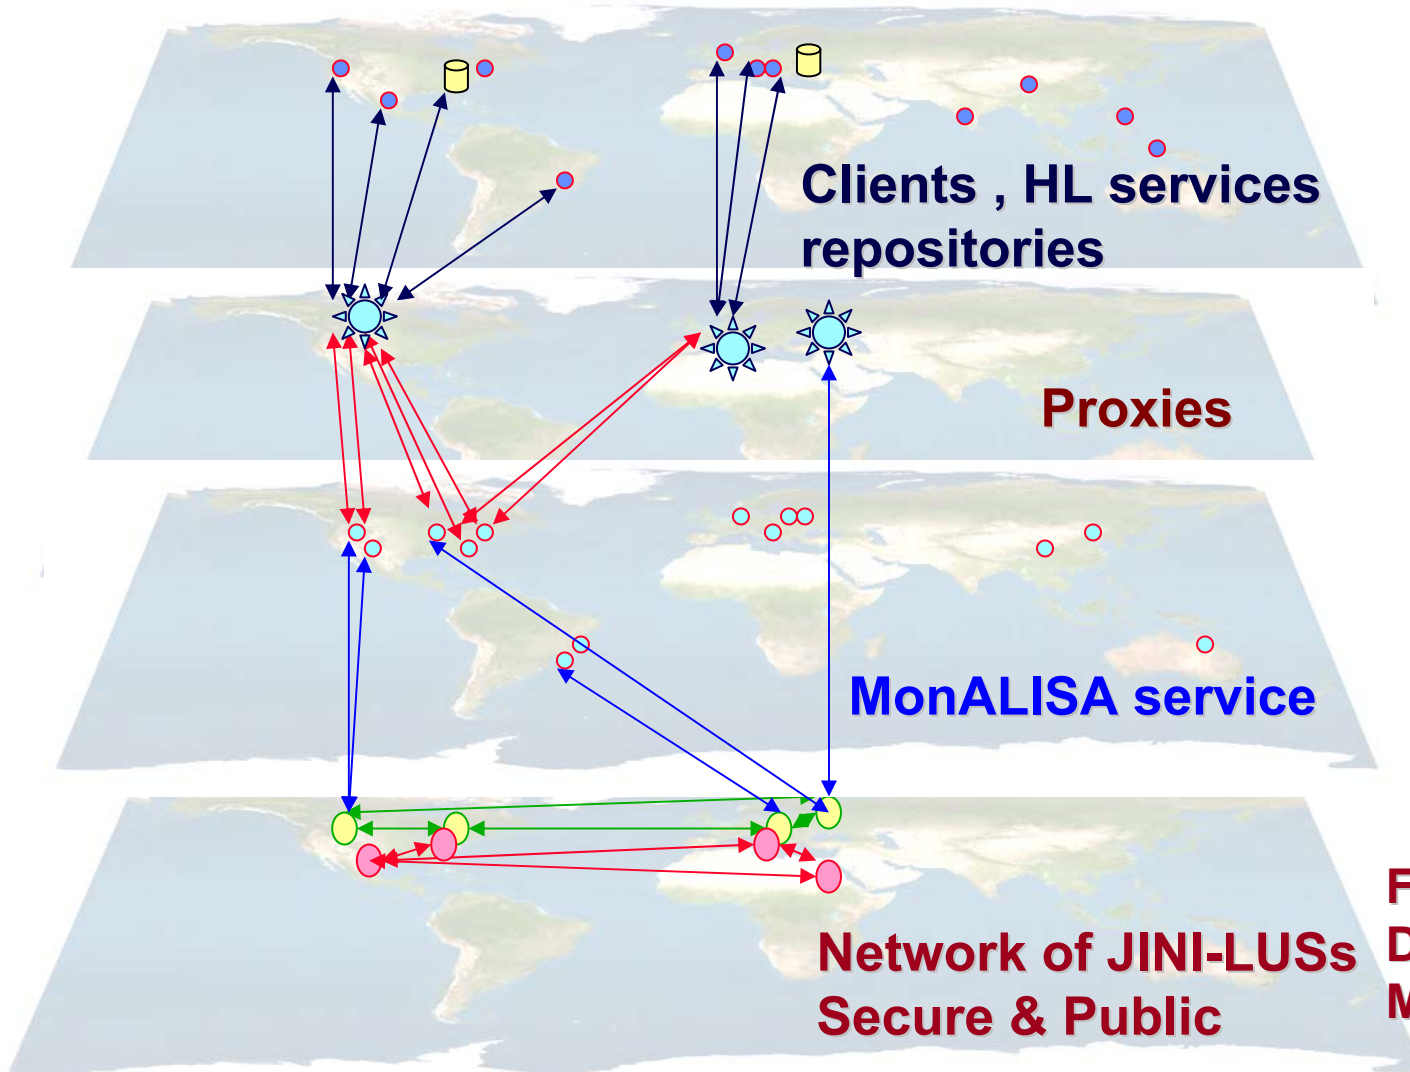 Clients , HL services
repositories
Proxies
MonALISA service
Network of JINI-LUSs
Secure & Public
F
D
M